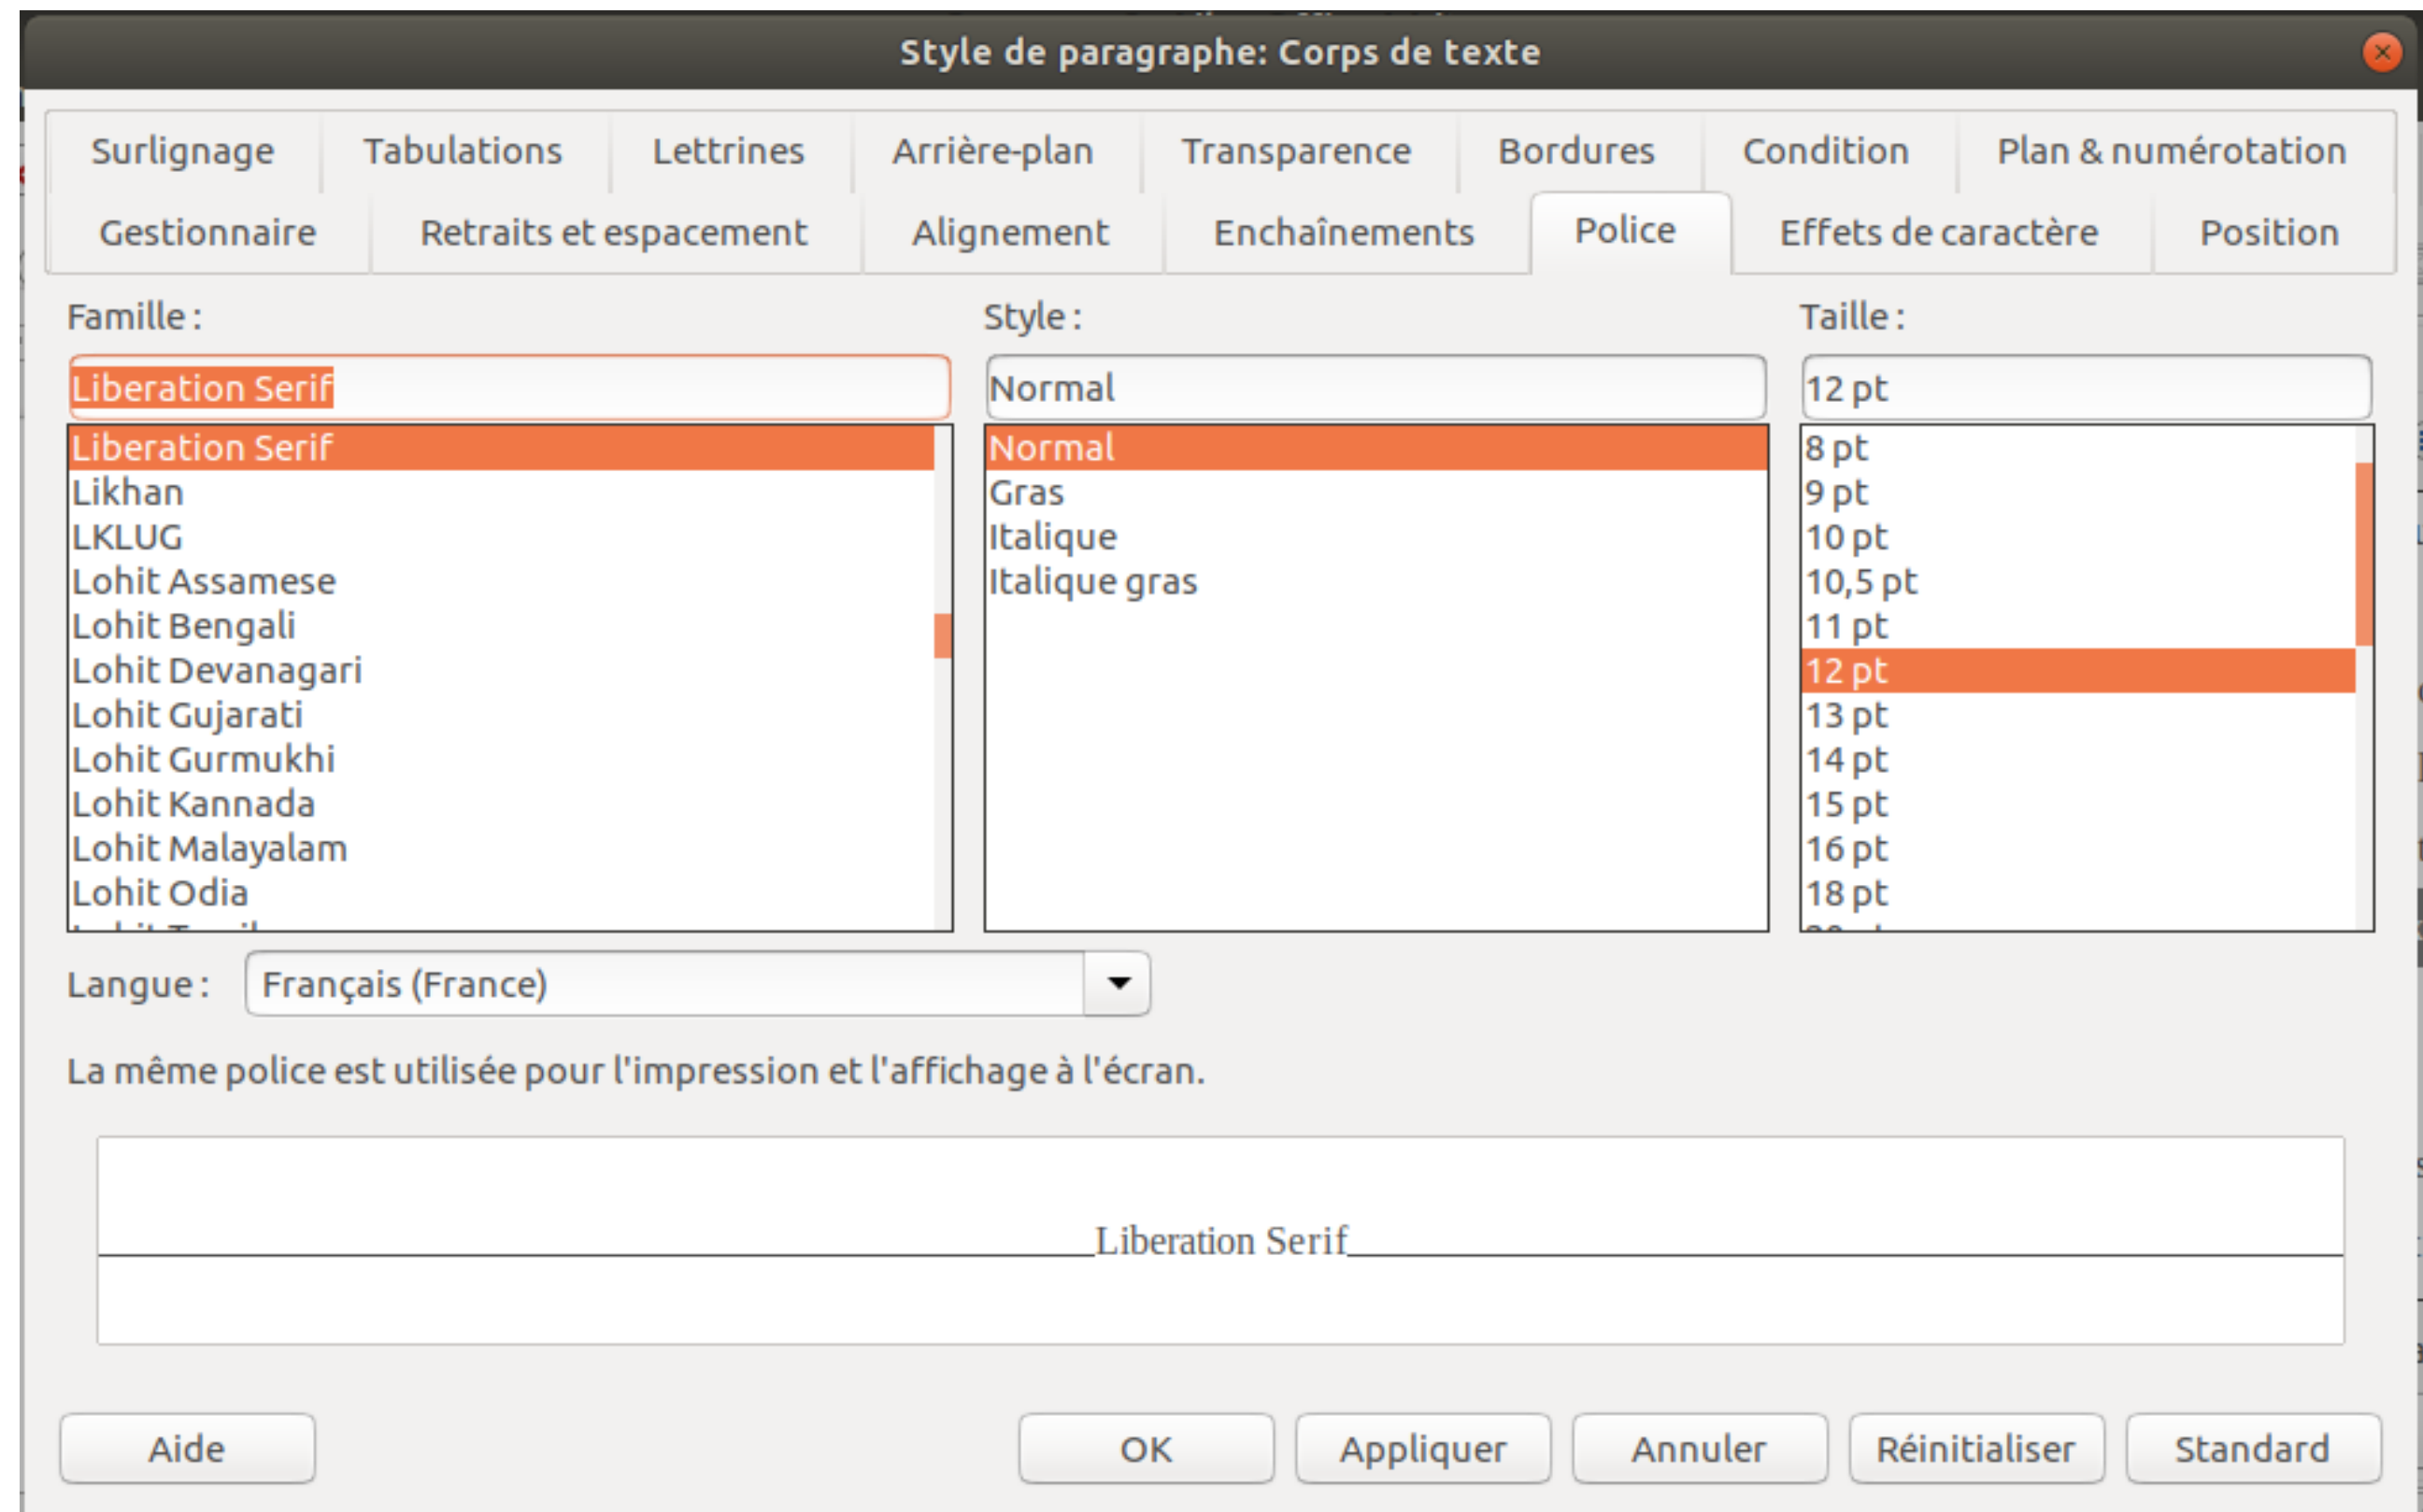 Style de paragraphe: Corps de texte
Surlignage Tabulations Lettrines Arrière-plan Transparence Bordures Condition Plan & numérotation
Gestionnaire Retraits et espacement Alignement Enchaînements Police Effets de caractère Position
Famille : Style : Taille :
Liberation Serif Normal 12 pt
Liberation Serif Normal 8 pt
Likhan Gras 9 pt
LKLUG Italique 10 pt
Lohit Assamese Italique gras 10,5 pt
Lohit Bengali 11 pt
Lohit Devanagari 12 pt
Lohit Gujarati 13 pt
Lohit Gurmukhi 14 pt
Lohit Kannada 15 pt
Lohit Malayalam 16 pt
Lohit Odia 18 pt
Langue : Français (France)
La même police est utilisée pour l'impression et l'affichage à l'écran.
Liberation Serif
Aide OK Appliquer Annuler Réinitialiser Standard